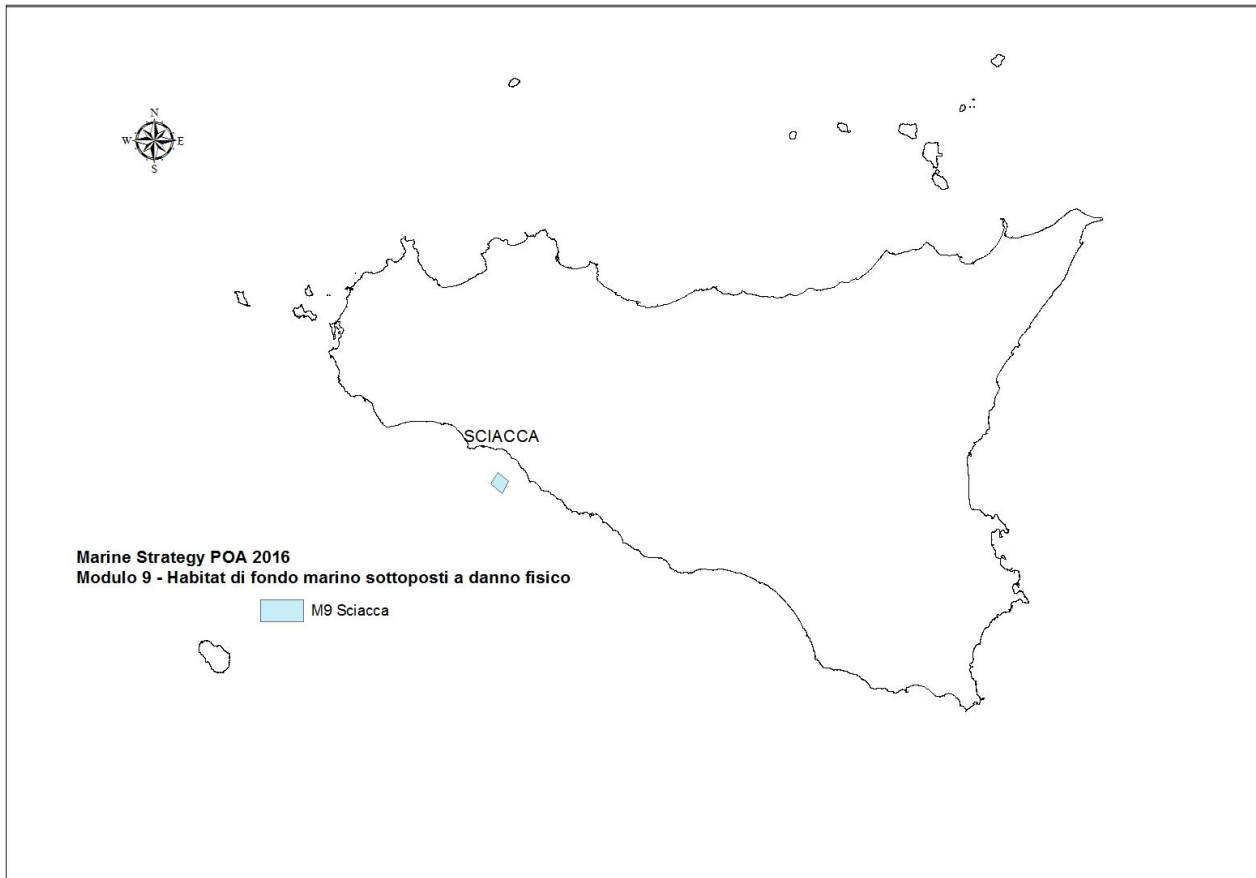 N
W E
S
SCIACCA
Marine Strategy POA 2016
Modulo 9 - Habitat di fondo marino sottoposti a danno fisico
M9 Sciacca